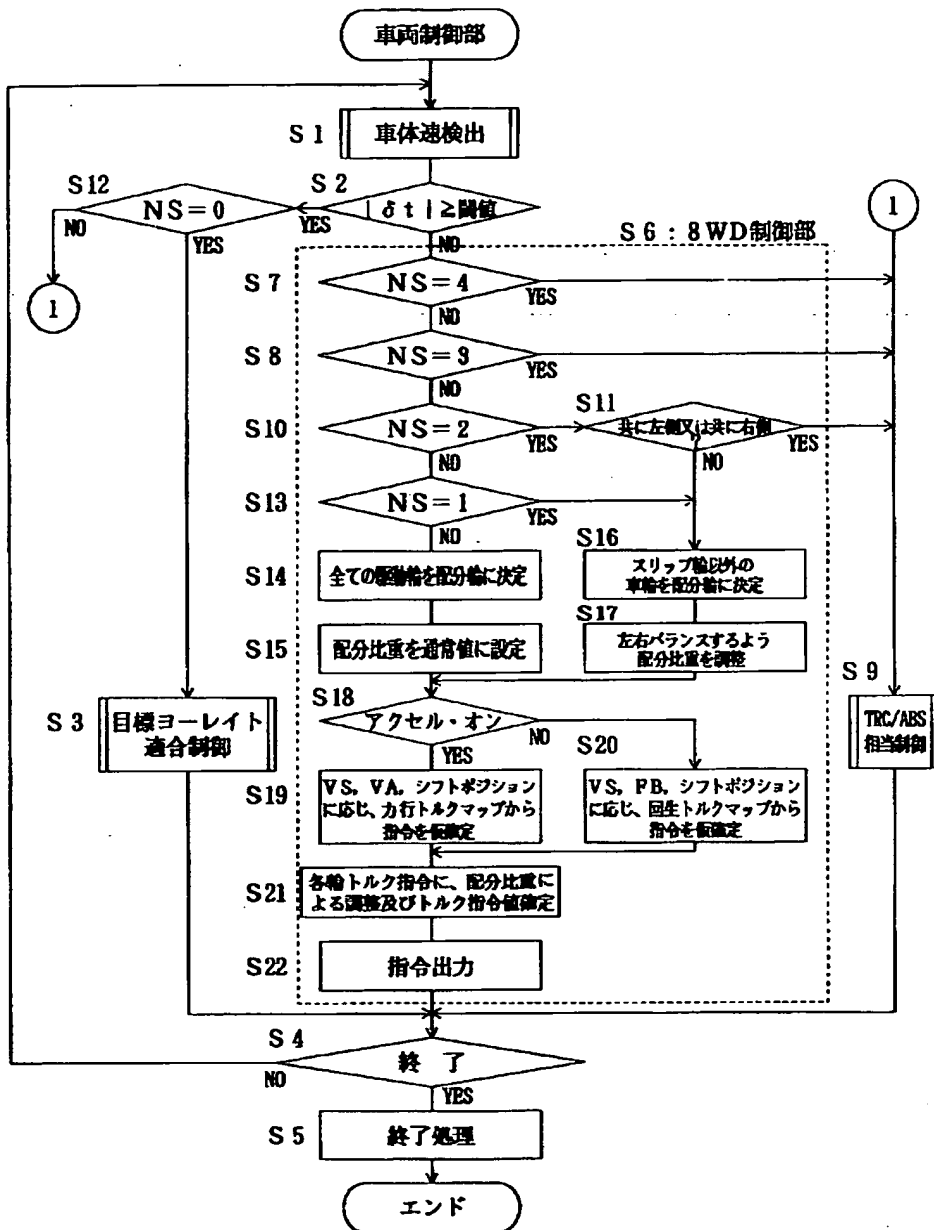 車両制御部
S1
車体速検出
S12
NS=0
NO
YES
S2
|δt|≧閾値
YES
NO
1
1
S6:8WD制御部
S7
NS=4
YES
NO
S8
NS=3
YES
NO
S10
NS=2
YES
NO
S11
共に左側又は共に右側
YES
NO
S13
NS=1
YES
NO
S14
全ての駆動輪を配分輪に決定
S16
スリップ輪以外の
車輪を配分輪に決定
S15
配分比重を通常値に設定
S17
左右バランスするよう
配分比重を調整
S3
目標ヨーレイト
適合制御
S9
TRC/ABS
相当制御
S18
アクセル・オン
NO
YES
S19
VS,VA,シフトポジション
に応じ、力行トルクマップから
指令を仮確定
S20
VS,FB,シフトポジション
に応じ、回生トルクマップから
指令を仮確定
S21
各輪トルク指令に、配分比重に
よる調整及びトルク指令値確定
S22
指令出力
S4
終了
NO
YES
S5
終了処理
エンド